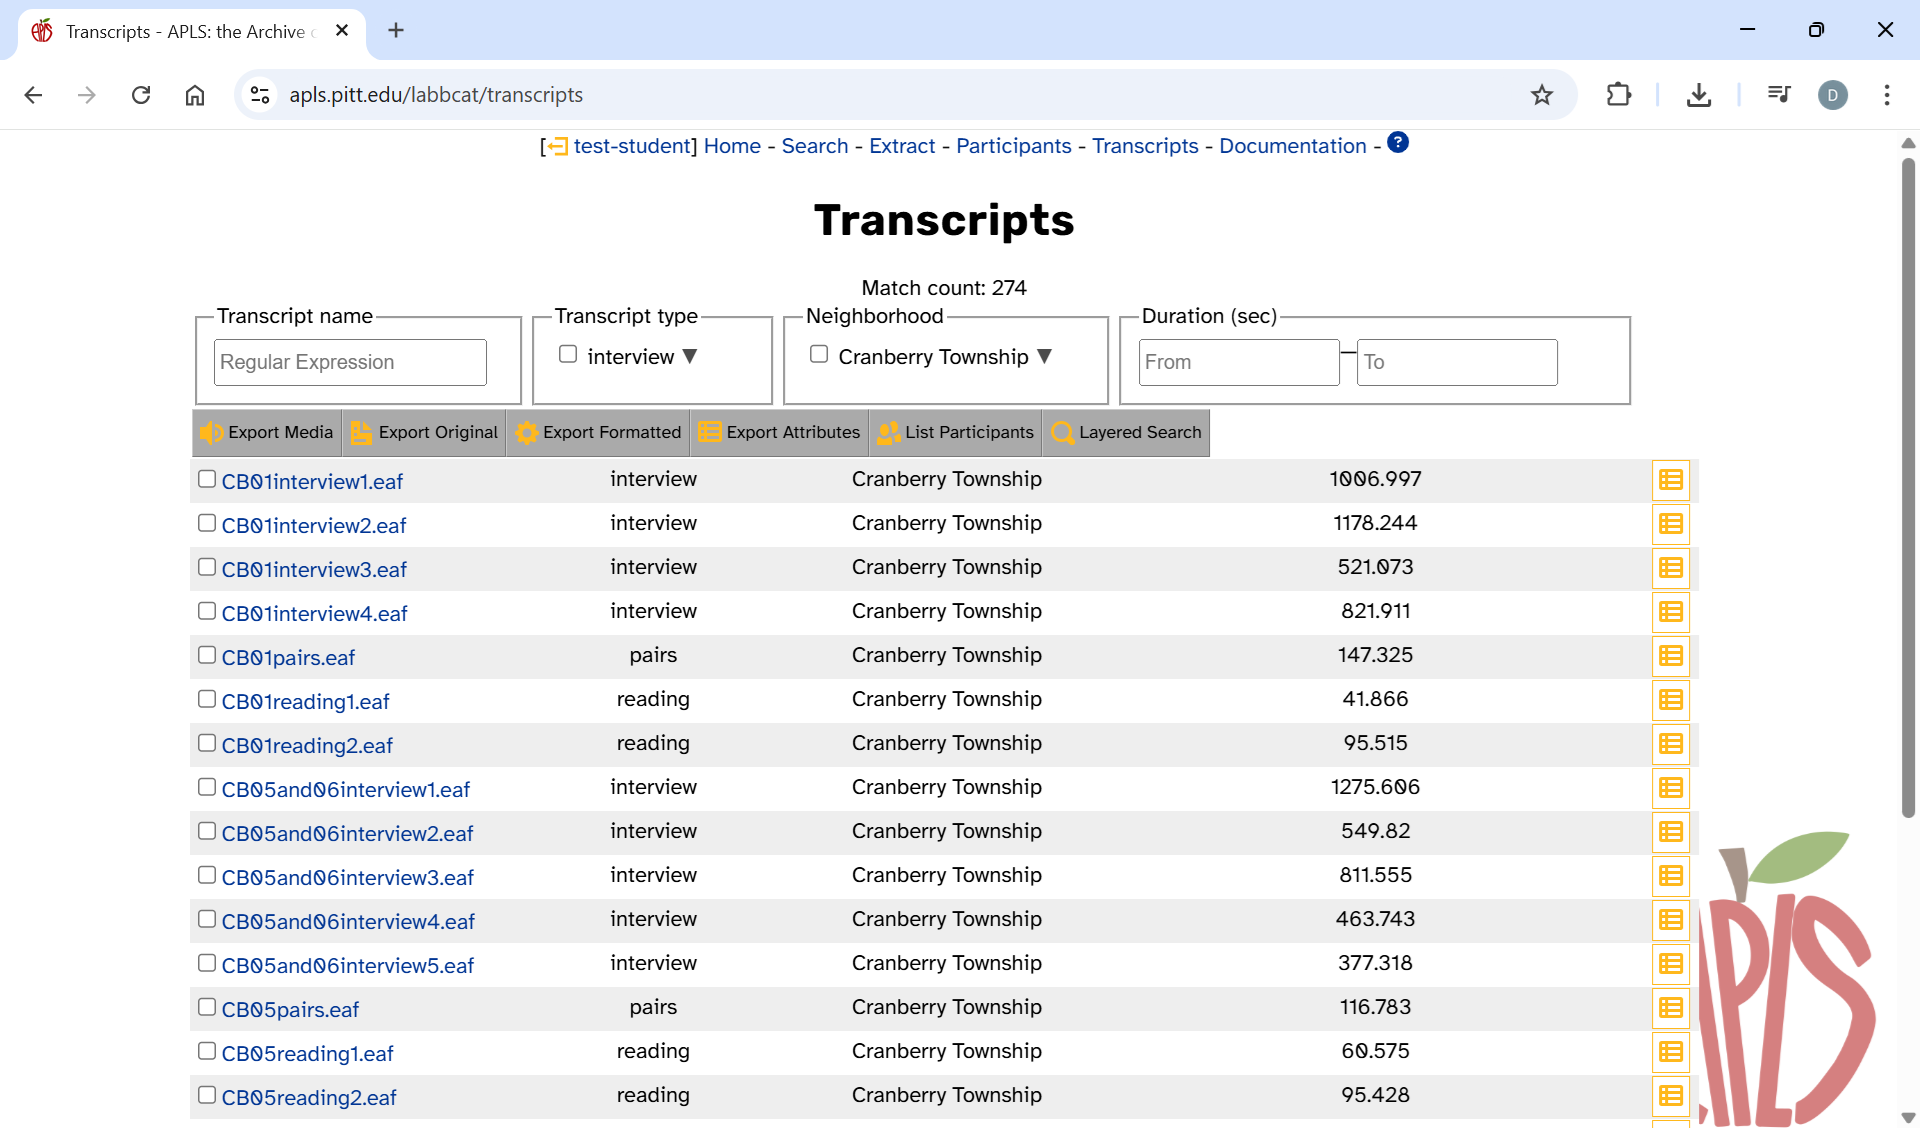 Transcripts - APLS: the Archive
apls.pitt.edu/labbcat/transcripts
D
[ test-student] Home - Search - Extract - Participants - Transcripts - Documentation - ?
Transcripts
Match count: 274
Transcript name Transcript type Neighborhood Duration (sec)
Regular Expression interview ▼ Cranberry Township ▼ From – To
Export Media Export Original Export Formatted Export Attributes List Participants Layered Search
CB01interview1.eaf interview Cranberry Township 1006.997
CB01interview2.eaf interview Cranberry Township 1178.244
CB01interview3.eaf interview Cranberry Township 521.073
CB01interview4.eaf interview Cranberry Township 821.911
CB01pairs.eaf pairs Cranberry Township 147.325
CB01reading1.eaf reading Cranberry Township 41.866
CB01reading2.eaf reading Cranberry Township 95.515
CB05and06interview1.eaf interview Cranberry Township 1275.606
CB05and06interview2.eaf interview Cranberry Township 549.82
CB05and06interview3.eaf interview Cranberry Township 811.555
CB05and06interview4.eaf interview Cranberry Township 463.743
CB05and06interview5.eaf interview Cranberry Township 377.318
CB05pairs.eaf pairs Cranberry Township 116.783
CB05reading1.eaf reading Cranberry Township 60.575
CB05reading2.eaf reading Cranberry Township 95.428
APLS